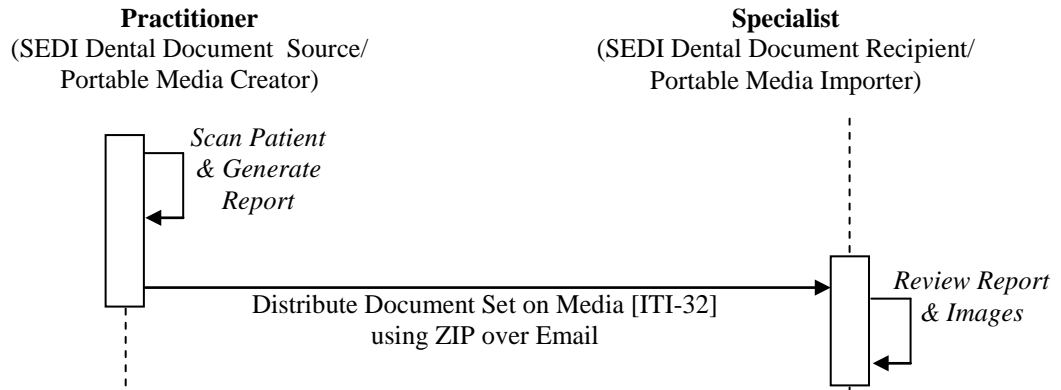 Practitioner
(SEDI Dental Document Source/
Portable Media Creator)
Specialist
(SEDI Dental Document Recipient/
Portable Media Importer)
Scan Patient
& Generate
Report
Distribute Document Set on Media [ITI-32]
using ZIP over Email
Review Report
& Images